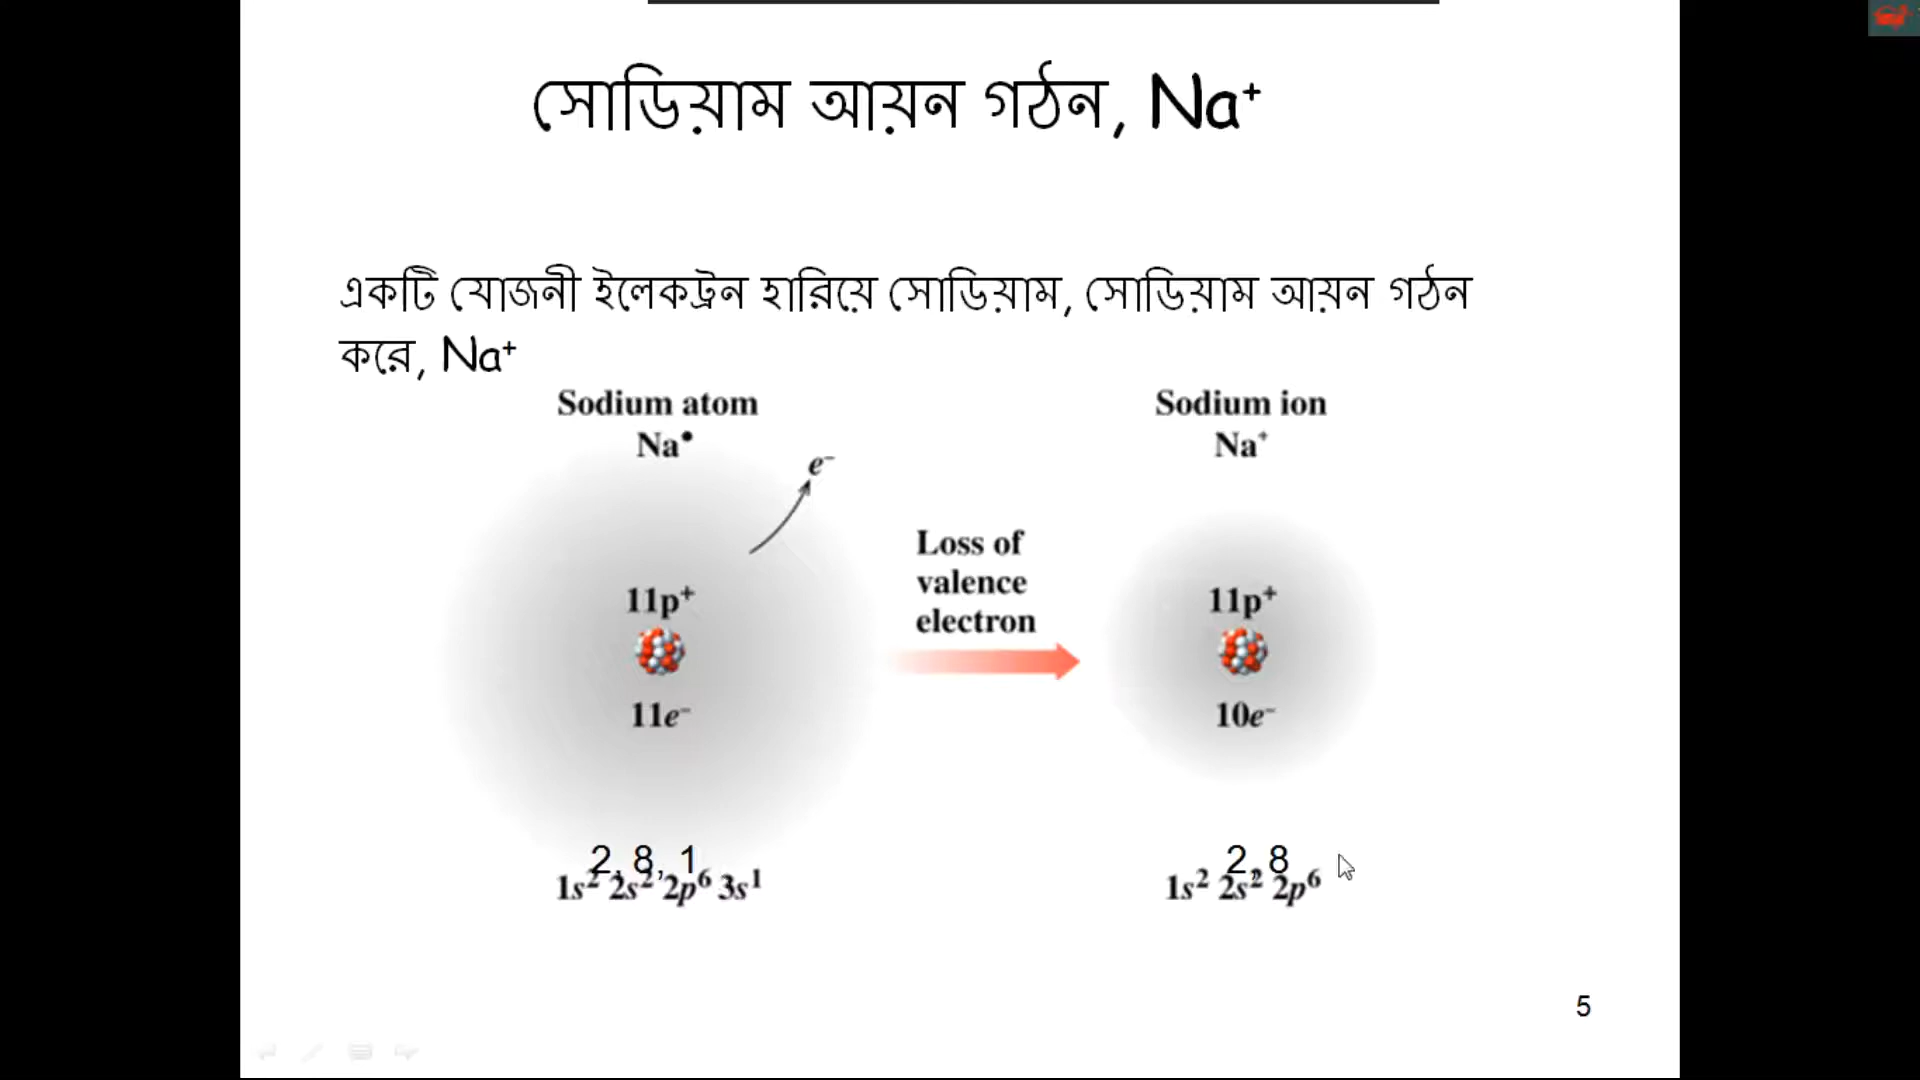 সোডিয়াম আয়ন গঠন, Na⁺
একটি যোজনী ইলেকট্রন হারিয়ে সোডিয়াম, সোডিয়াম আয়ন গঠন
করে, Na⁺
Sodium atom
Na•
e⁻
11p⁺
11e⁻
2, 8, 1
1s² 2s² 2p⁶ 3s¹
Loss of
valence
electron
Sodium ion
Na⁺
11p⁺
10e⁻
2, 8
1s² 2s² 2p⁶
5